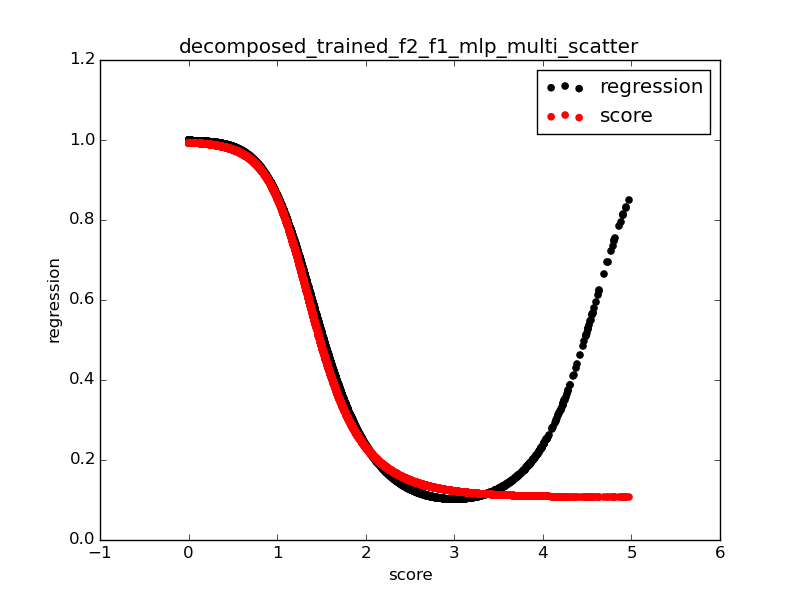 decomposed_trained_f2_f1_mlp_multi_scatter
1.2
1.0
0.8
0.6
0.4
0.2
0.0
regression
regression
score
−1 0 1 2 3 4 5 6
score